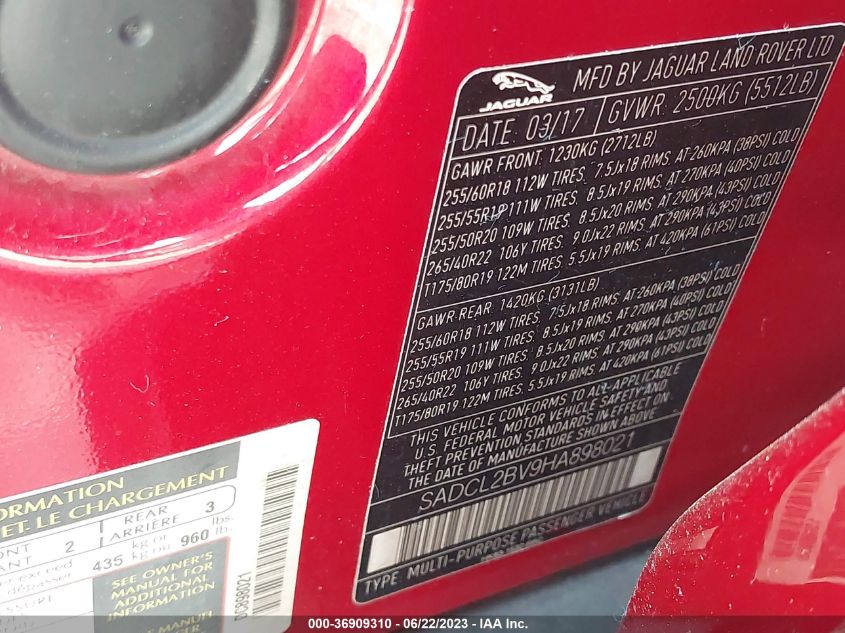 JAGUAR
MFD BY JAGUAR LAND ROVER LTD
DATE: 03/17 GVWR: 2500KG (5512LB)
GAWR FRONT: 1230KG (2712LB)
255/60R18 112W TIRES, 7.5Jx18 RIMS, AT-260KPA (38PSI) COLD
255/55R19 111W TIRES, 8.5Jx19 RIMS, AT 270KPA (40PSI) COLD
255/50R20 109W TIRES, 8.5Jx20 RIMS, AT 290KPA (43PSI) COLD
265/40R22 106Y TIRES, 9.0Jx22 RIMS, AT 290KPA (43PSI) COLD
T175/80R19 122M TIRES, 5.5Jx19 RIMS, AT 420KPA (61PSI) COLD
GAWR REAR: 1420KG (3131LB)
255/60R18 112W TIRES, 7.5Jx18 RIMS, AT-260KPA (38PSI) COLD
255/55R19 111W TIRES, 8.5Jx19 RIMS, AT 270KPA (40PSI) COLD
255/50R20 109W TIRES, 8.5Jx20 RIMS, AT 290KPA (43PSI) COLD
265/40R22 106Y TIRES, 9.0Jx22 RIMS, AT 290KPA (43PSI) COLD
T175/80R19 122M TIRES, 5.5Jx19 RIMS, AT 420KPA (61PSI) COLD
THIS VEHICLE CONFORMS TO ALL APPLICABLE
U.S. FEDERAL MOTOR VEHICLE SAFETY AND
THEFT PREVENTION STANDARDS IN EFFECT ON
THE DATE OF MANUFACTURE SHOWN ABOVE
SADCL2BV9HA898021
TYPE: MULTI-PURPOSE PASSENGER VEHICLE
ET LE CHARGEMENT
2 REAR ARRIÈRE 3
435 kg or kg ou 960 lbs. lb.
SEE OWNER'S
MANUAL FOR
ADDITIONAL
INFORMATION
DC898021
000-36909310 - 06/22/2023 - IAA Inc.